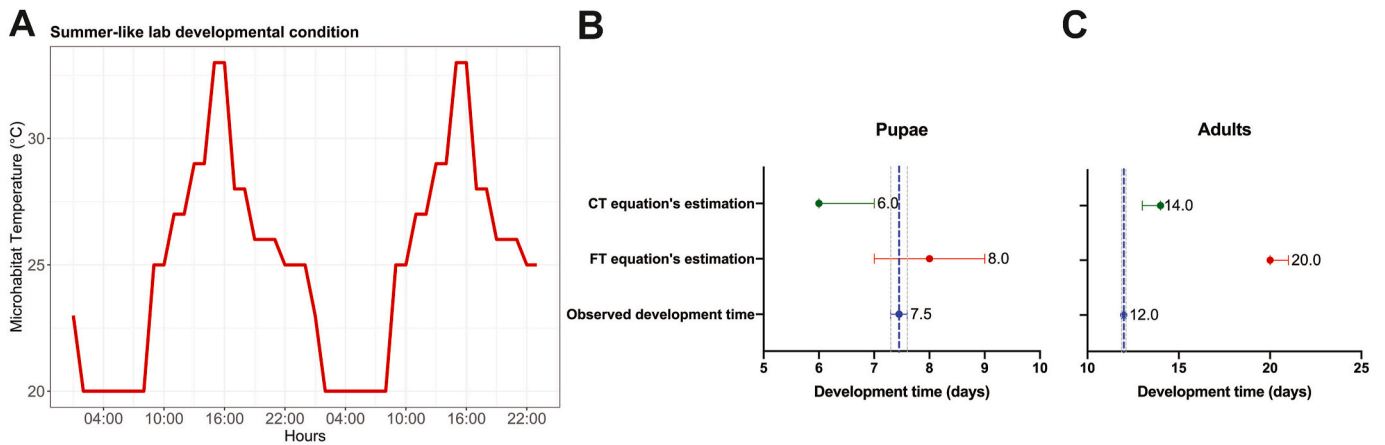 A
Summer-like lab developmental condition
Microhabitat Temperature (°C)
30
25
20
04:00 10:00 16:00 22:00 04:00 10:00 16:00 22:00
Hours
B
Pupae
CT equation's estimation
6.0
FT equation's estimation
8.0
Observed development time
7.5
5 6 7 8 9 10
Development time (days)
C
Adults
14.0
20.0
12.0
10 15 20 25
Development time (days)